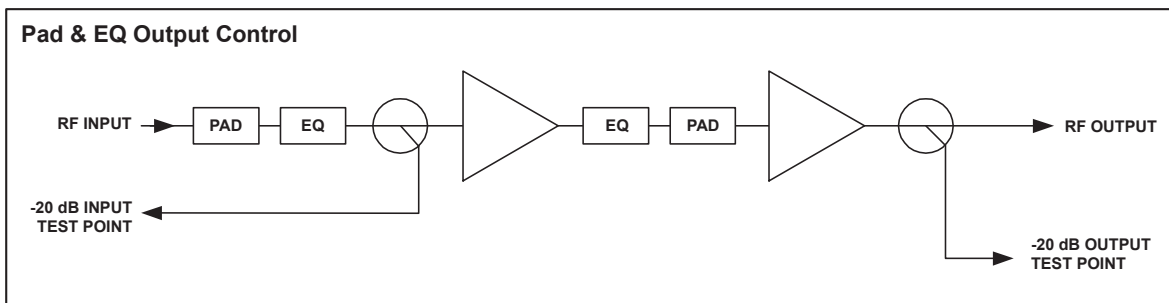 Pad & EQ Output Control
RF INPUT
PAD
EQ
EQ
PAD
RF OUTPUT
-20 dB INPUT
TEST POINT
-20 dB OUTPUT
TEST POINT